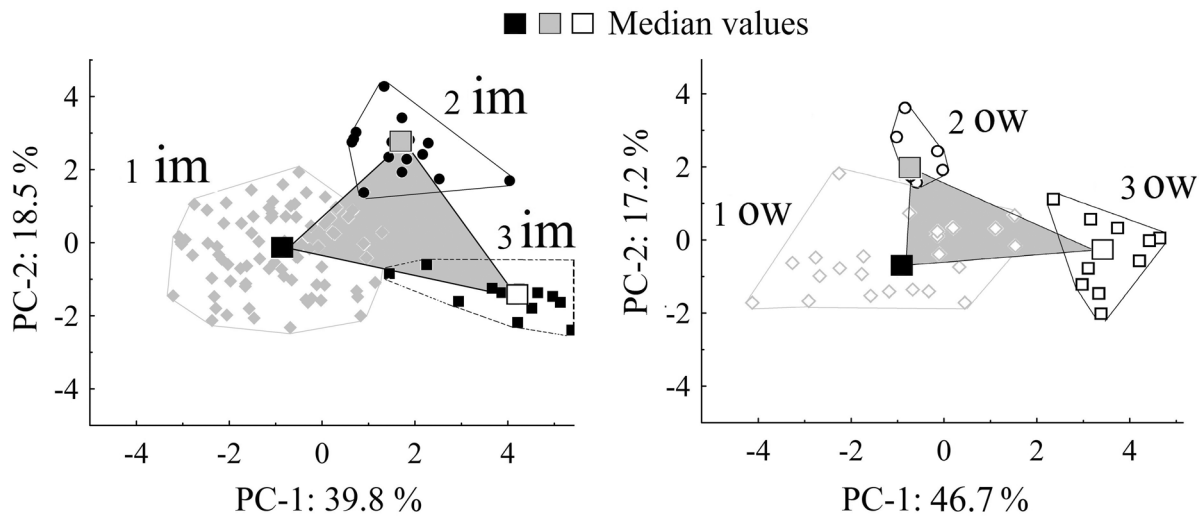 Median values
1 im
2 im
3 im
PC-2: 18.5 %
4
2
0
-2
-4
-4
-2
0
2
4
PC-1: 39.8 %
1 ow
2 ow
3 ow
PC-2: 17.2 %
4
2
0
-2
-4
-4
-2
0
2
4
PC-1: 46.7 %